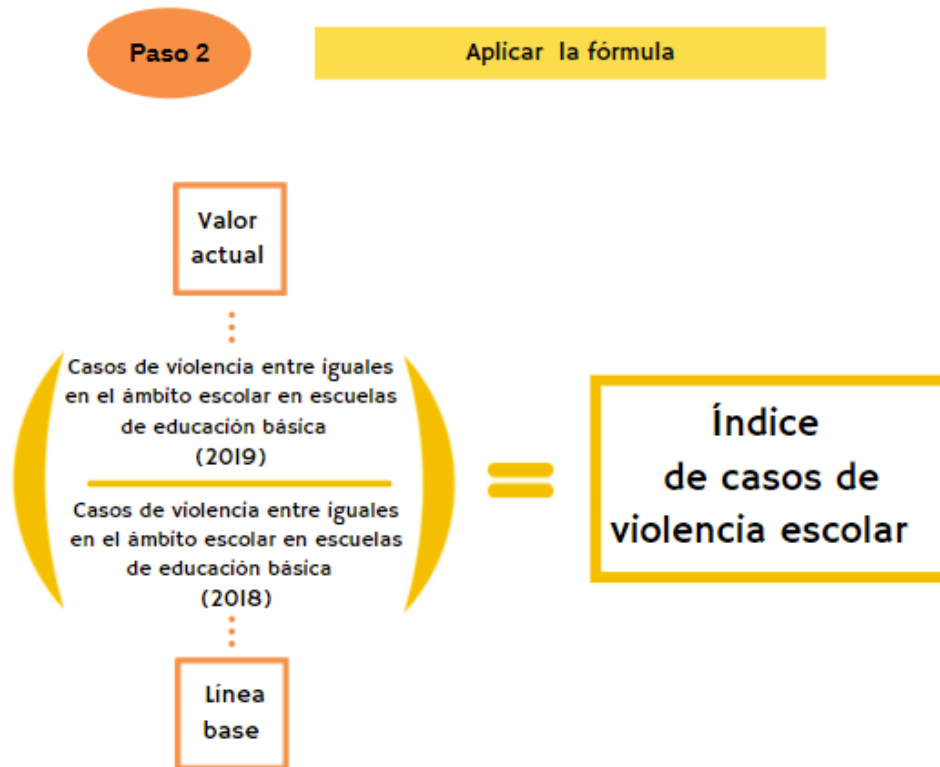 Paso 2
Aplicar la fórmula
Valor
actual
Casos de violencia entre iguales
en el ámbito escolar en escuelas
de educación básica
(2019)
Casos de violencia entre iguales
en el ámbito escolar en escuelas
de educación básica
(2018)
=
Índice
de casos de
violencia escolar
Línea
base